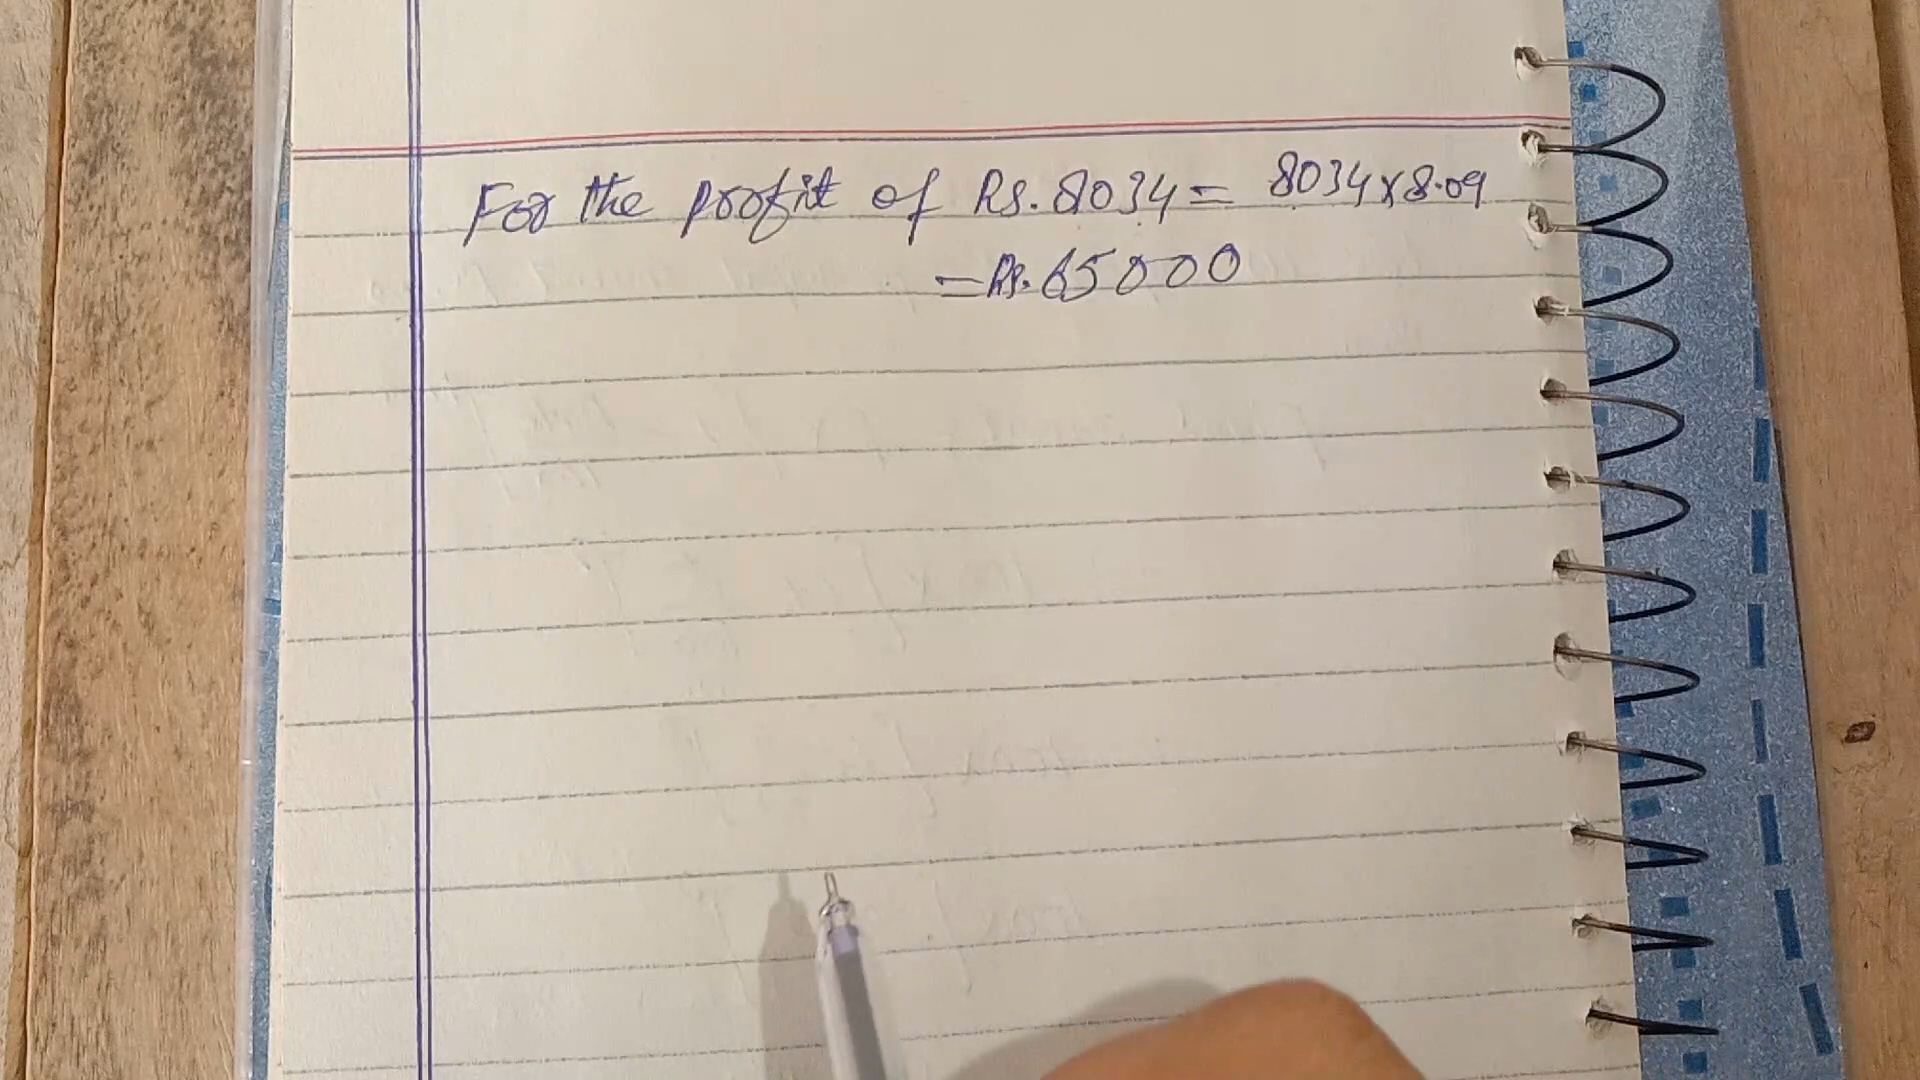 For the profit of Rs. 8034 = 8034 x 8.09
= Rs. 65000